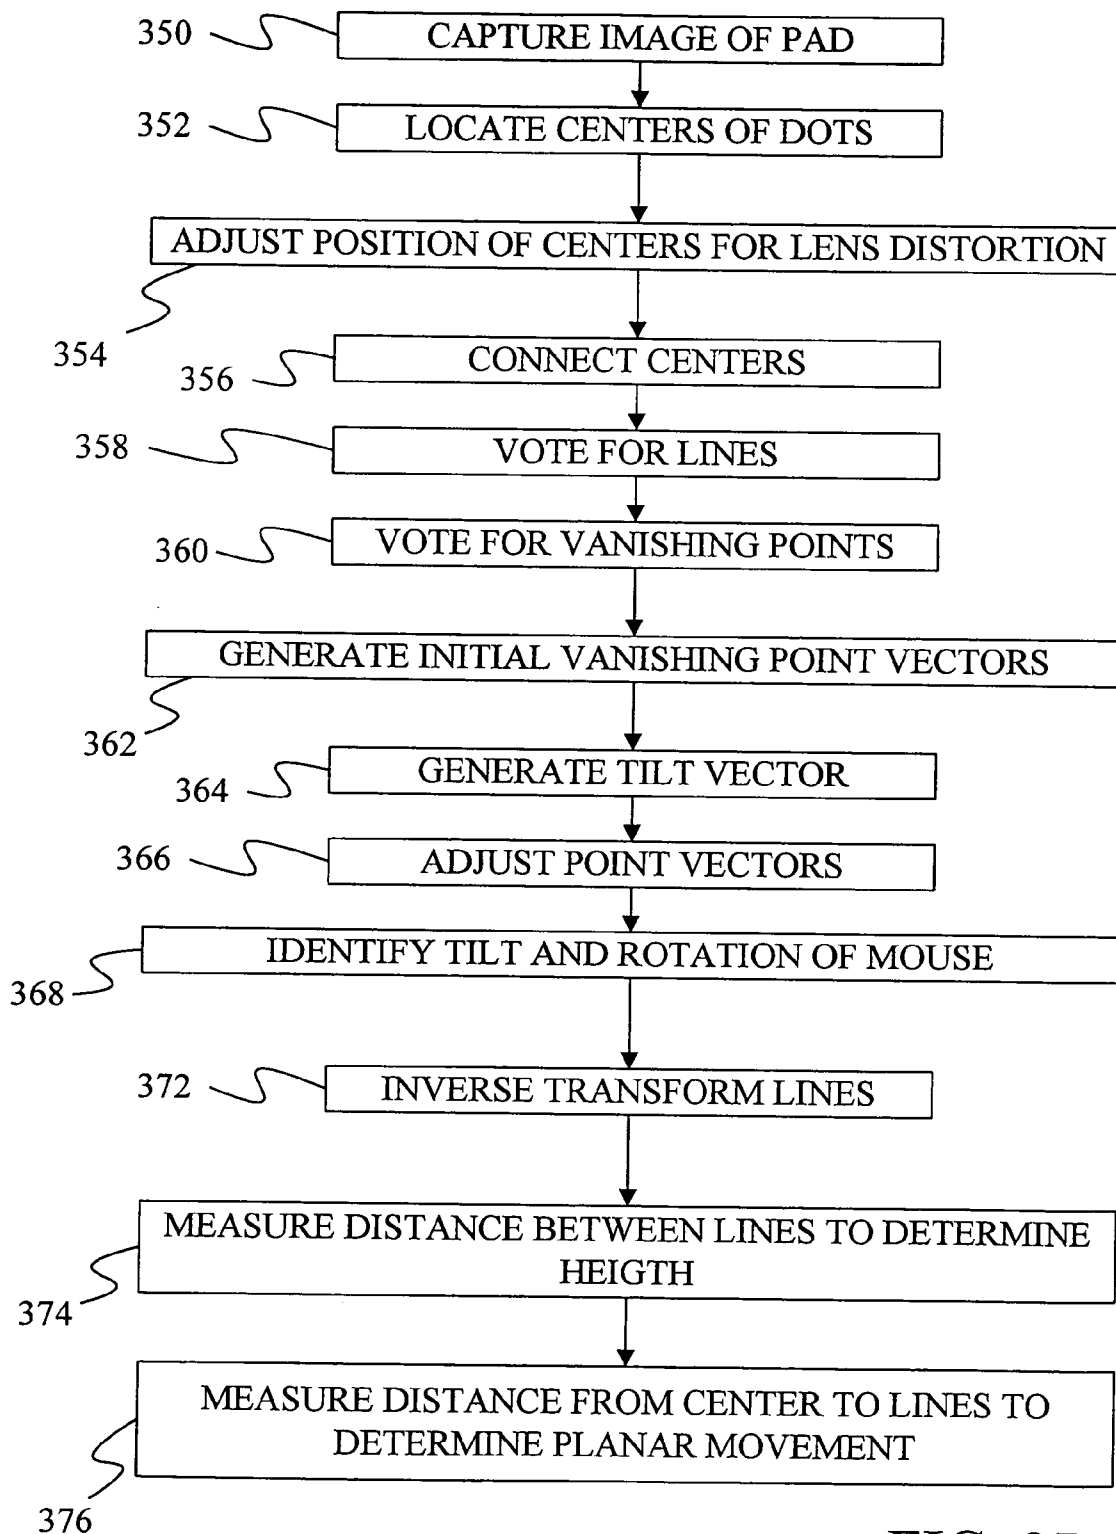 350
CAPTURE IMAGE OF PAD
352
LOCATE CENTERS OF DOTS
ADJUST POSITION OF CENTERS FOR LENS DISTORTION
354
356
CONNECT CENTERS
358
VOTE FOR LINES
360
VOTE FOR VANISHING POINTS
GENERATE INITIAL VANISHING POINT VECTORS
362
364
GENERATE TILT VECTOR
366
ADJUST POINT VECTORS
368
IDENTIFY TILT AND ROTATION OF MOUSE
372
INVERSE TRANSFORM LINES
MEASURE DISTANCE BETWEEN LINES TO DETERMINE
HEIGTH
374
MEASURE DISTANCE FROM CENTER TO LINES TO
DETERMINE PLANAR MOVEMENT
376